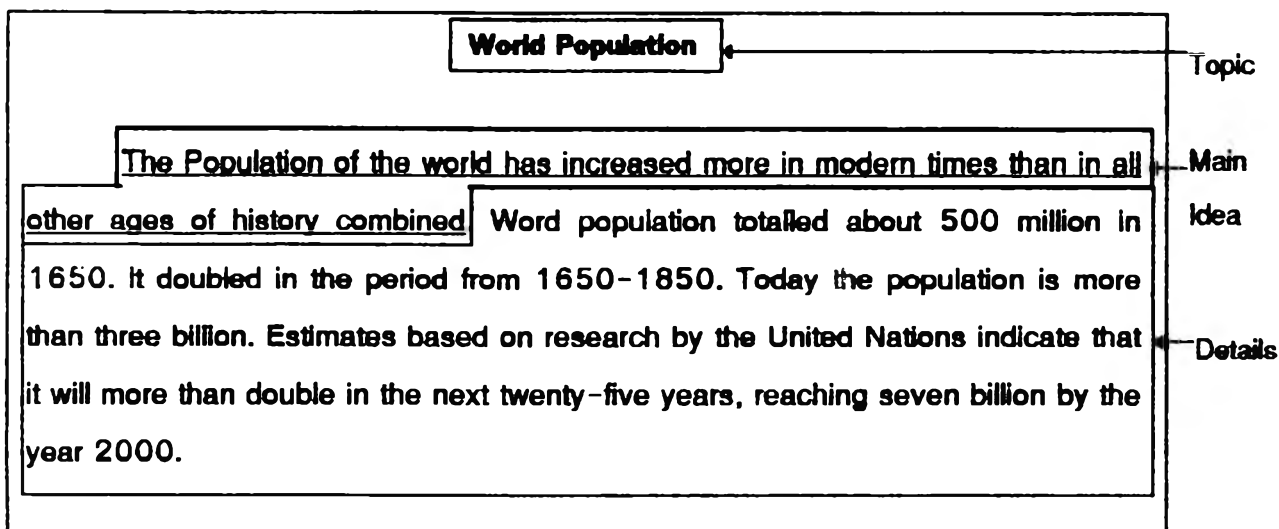 World Population
Topic
The Population of the world has increased more in modern times than in all
Main
other ages of history combined Word population totalled about 500 million in
Idea
1650. It doubled in the period from 1650-1850. Today the population is more
than three billion. Estimates based on research by the United Nations indicate that
Details
it will more than double in the next twenty-five years, reaching seven billion by the
year 2000.